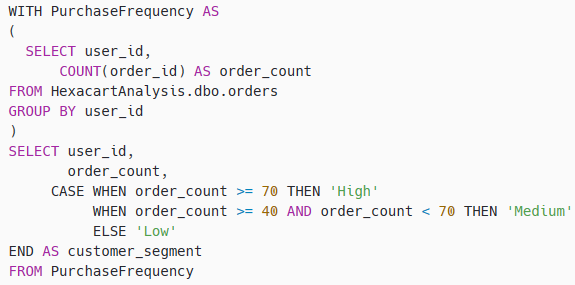 WITH PurchaseFrequency AS
(
  SELECT user_id,
      COUNT(order_id) AS order_count
FROM HexacartAnalysis.dbo.orders
GROUP BY user_id
)
SELECT user_id,
       order_count,
     CASE WHEN order_count >= 70 THEN 'High'
          WHEN order_count >= 40 AND order_count < 70 THEN 'Medium'
          ELSE 'Low'
END AS customer_segment
FROM PurchaseFrequency